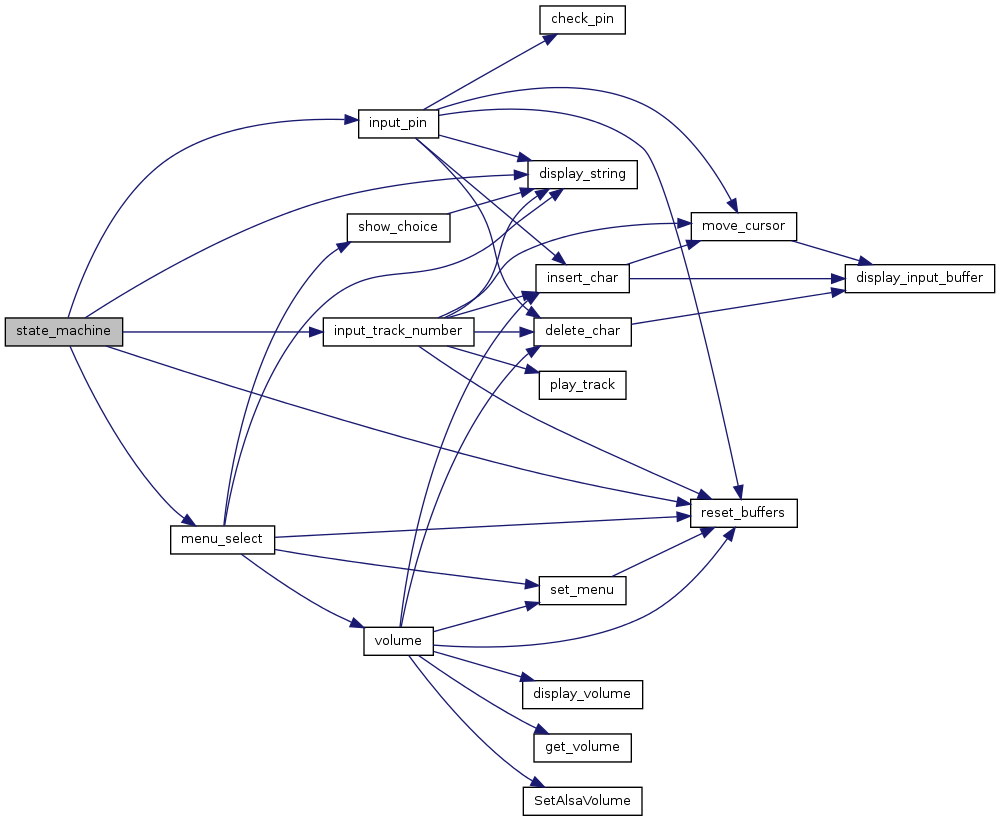 check_pin
input_pin
display_string
show_choice
move_cursor
insert_char
display_input_buffer
state_machine
input_track_number
delete_char
play_track
reset_buffers
menu_select
set_menu
volume
display_volume
get_volume
SetAlsaVolume